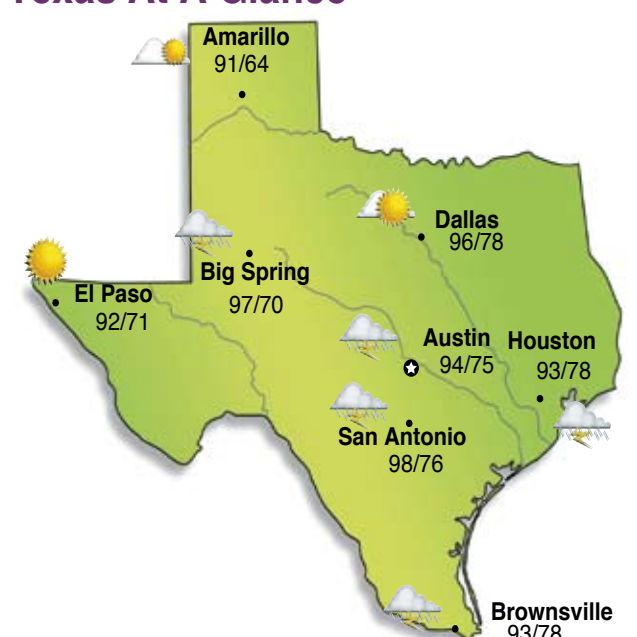 Texas At A Glance
Amarillo
91/64
Dallas
96/78
Big Spring
97/70
El Paso
92/71
Austin
94/75
Houston
93/78
San Antonio
98/76
Brownsville
93/78